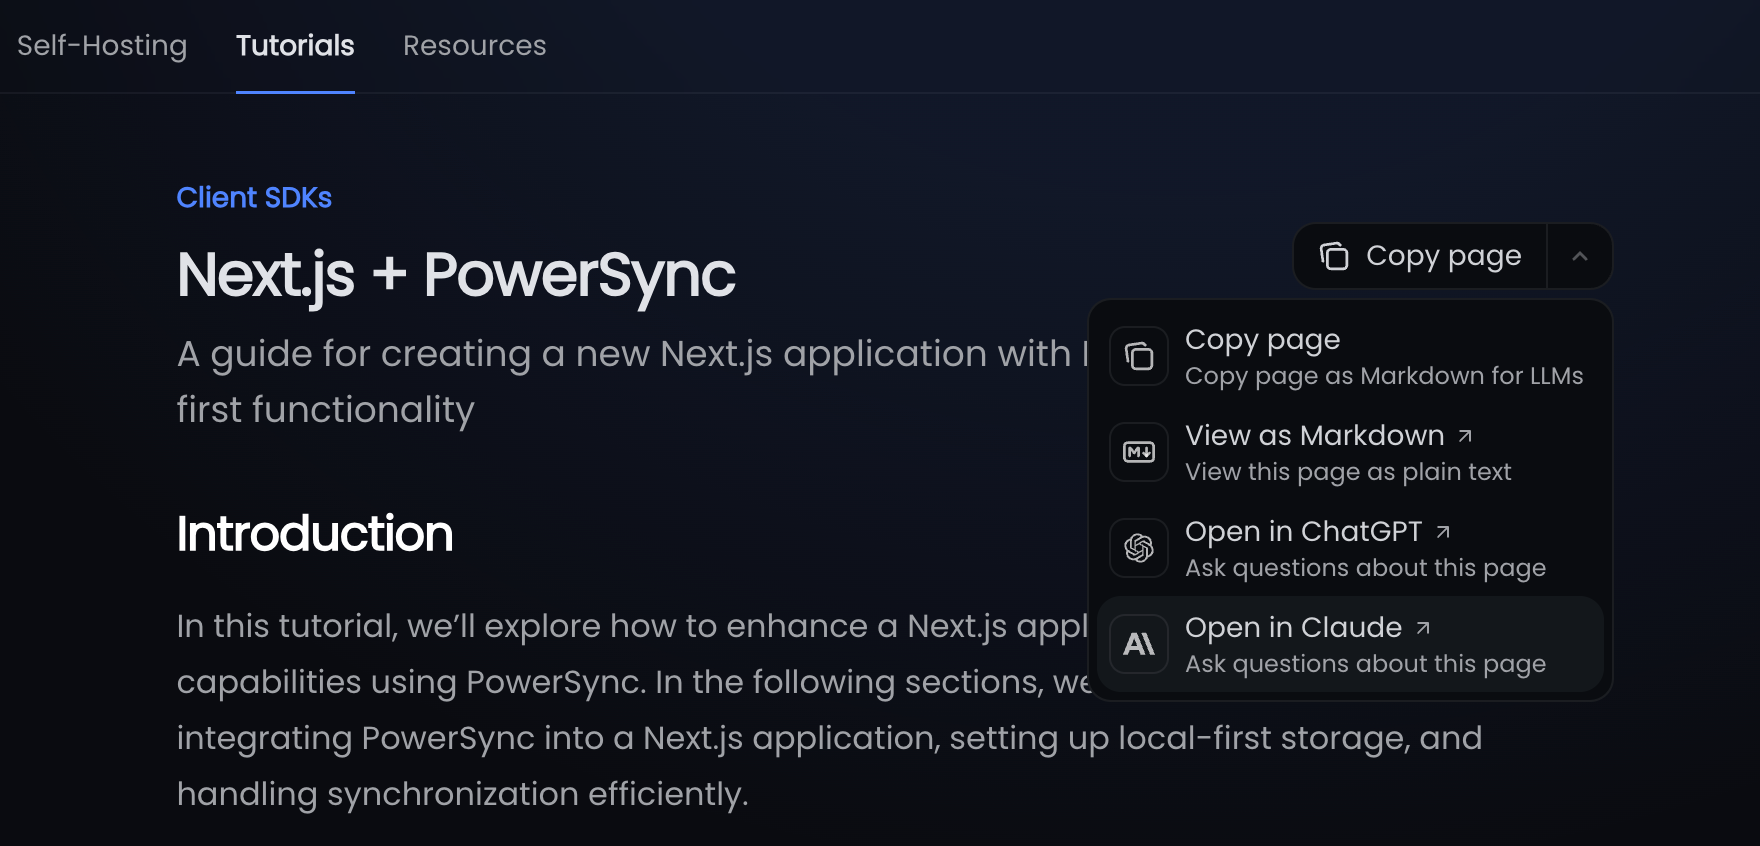 Self-Hosting Tutorials Resources
Client SDKs
Next.js + PowerSync
Copy page
A guide for creating a new Next.js application with
first functionality
Copy page
Copy page as Markdown for LLMs
View as Markdown
View this page as plain text
Open in ChatGPT
Ask questions about this page
Open in Claude
Ask questions about this page
Introduction
In this tutorial, we’ll explore how to enhance a Next.js appl
capabilities using PowerSync. In the following sections, we
integrating PowerSync into a Next.js application, setting up local-first storage, and
handling synchronization efficiently.